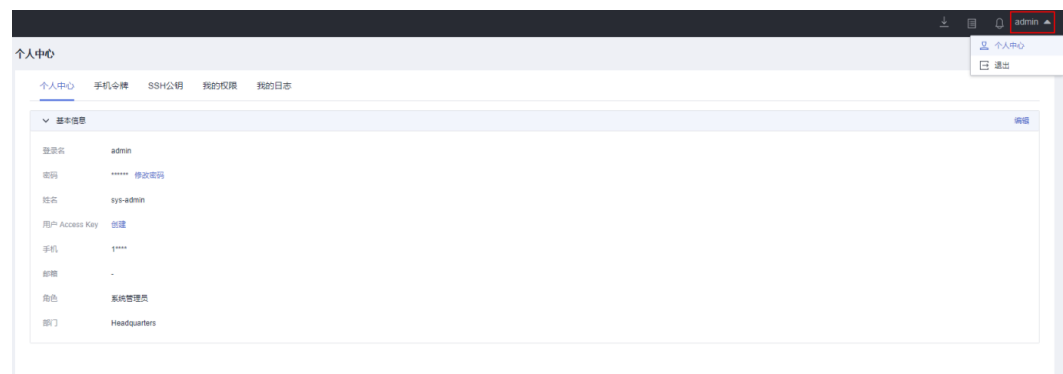 admin
个人中心
退出
个人中心
个人中心 手机令牌 SSH公钥 我的权限 我的日志
基本信息 编辑
登录名 admin
密码 ****** 修改密码
姓名 sys-admin
用户 Access Key 创建
手机 1****
邮箱 -
角色 系统管理员
部门 Headquarters